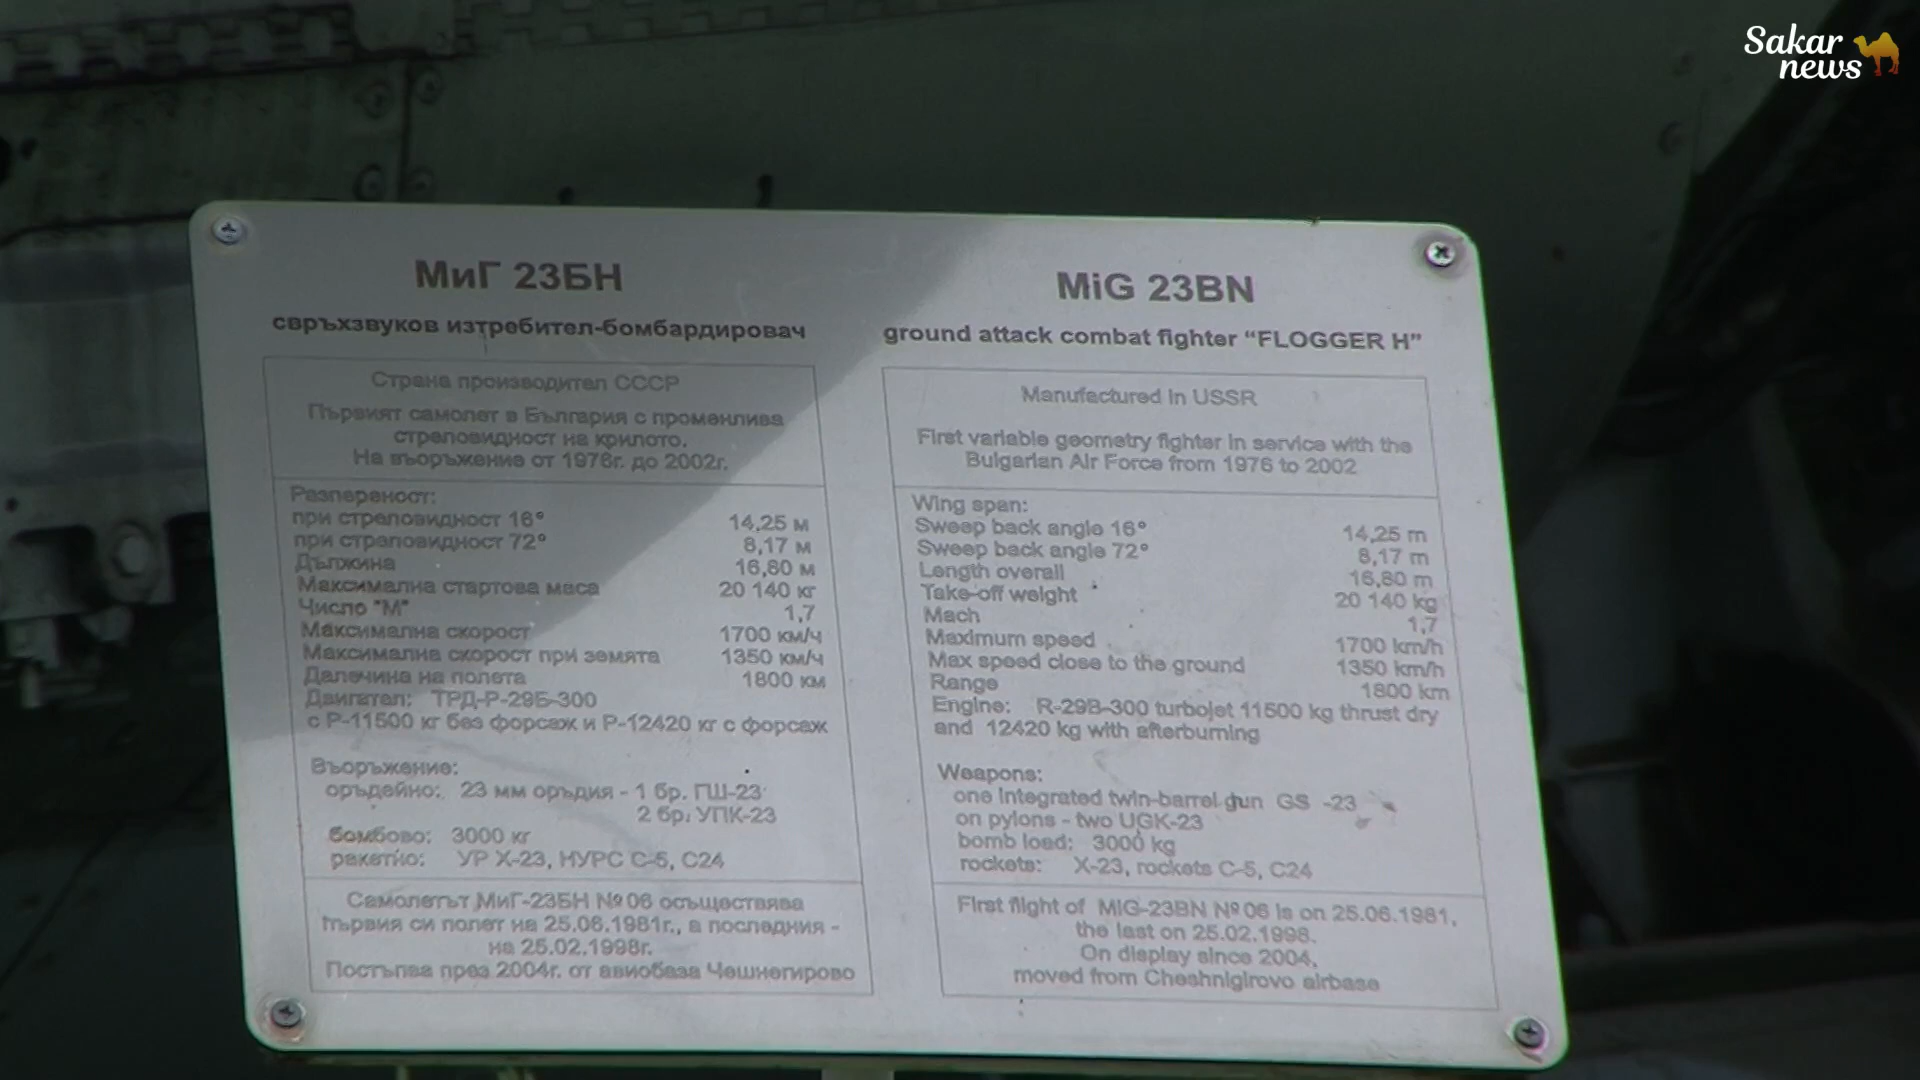 Sakar
news
МиГ 23БН
свръхзвуков изтребител-бомбардировач
Страна производител СССР
Първият самолет в България с променлива
стреловидност на крилото.
На въоръжение от 1976г. до 2002г.
Разпереност:
при стреловидност 16° 14,25 м
при стреловидност 72° 8,17 м
Дължина 16,80 м
Максимална стартова маса 20 140 кг
Число "М" 1,7
Максимална скорост 1700 км/ч
Максимална скорост при земята 1350 км/ч
Далечина на полета 1800 км
Двигател: ТРД-Р-29Б-300
с Р-11500 кг без форсаж и Р-12420 кг с форсаж
Въоръжение:
оръдейно: 23 мм оръдия - 1 бр. ГШ-23
2 бр. УПК-23
бомбово: 3000 кг
ракетно: УР Х-23, НУРС С-5, С24
Самолетът МиГ-23БН №06 осъществява
първия си полет на 25.06.1981г., а последния -
на 25.02.1998г.
Постъпва през 2004г. от авиобаза Чешнегирово
MiG 23BN
ground attack combat fighter “FLOGGER H”
Manufactured in USSR
First variable geometry fighter in service with the
Bulgarian Air Force from 1976 to 2002
Wing span:
Sweep back angle 16° 14,25 m
Sweep back angle 72° 8,17 m
Length overall 16,80 m
Take-off weight 20 140 kg
Mach 1,7
Maximum speed 1700 km/h
Max speed close to the ground 1350 km/h
Range 1800 km
Engine: R-29B-300 turbojet 11500 kg thrust dry
and 12420 kg with afterburning
Weapons:
one integrated twin-barrel gun GS -23
on pylons - two UGK-23
bomb load: 3000 kg
rockets: X-23, rockets C-5, C24
First flight of MIG-23BN №06 is on 25.06.1981,
the last on 25.02.1998.
On display since 2004,
moved from Cheshnigirovo airbase